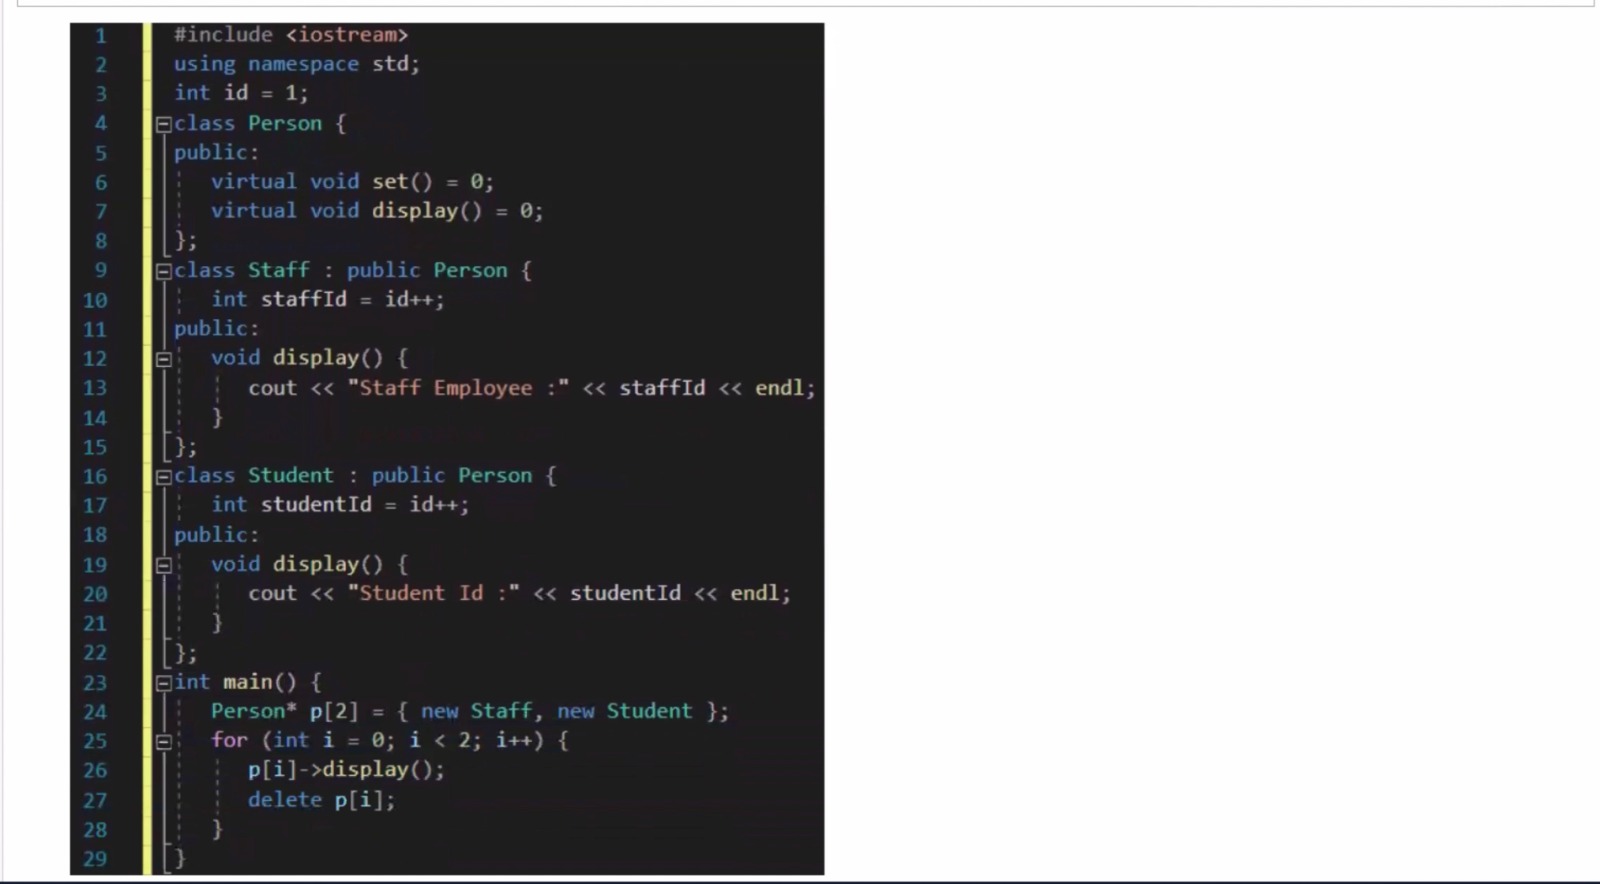 1 #include <iostream>
2 using namespace std;
3 int id = 1;
4 class Person {
5 public:
6 virtual void set() = 0;
7 virtual void display() = 0;
8 };
9 class Staff : public Person {
10 int staffId = id++;
11 public:
12 void display() {
13 cout << "Staff Employee :" << staffId << endl;
14 }
15 };
16 class Student : public Person {
17 int studentId = id++;
18 public:
19 void display() {
20 cout << "Student Id :" << studentId << endl;
21 }
22 };
23 int main() {
24 Person* p[2] = { new Staff, new Student };
25 for (int i = 0; i < 2; i++) {
26 p[i]->display();
27 delete p[i];
28 }
29 }